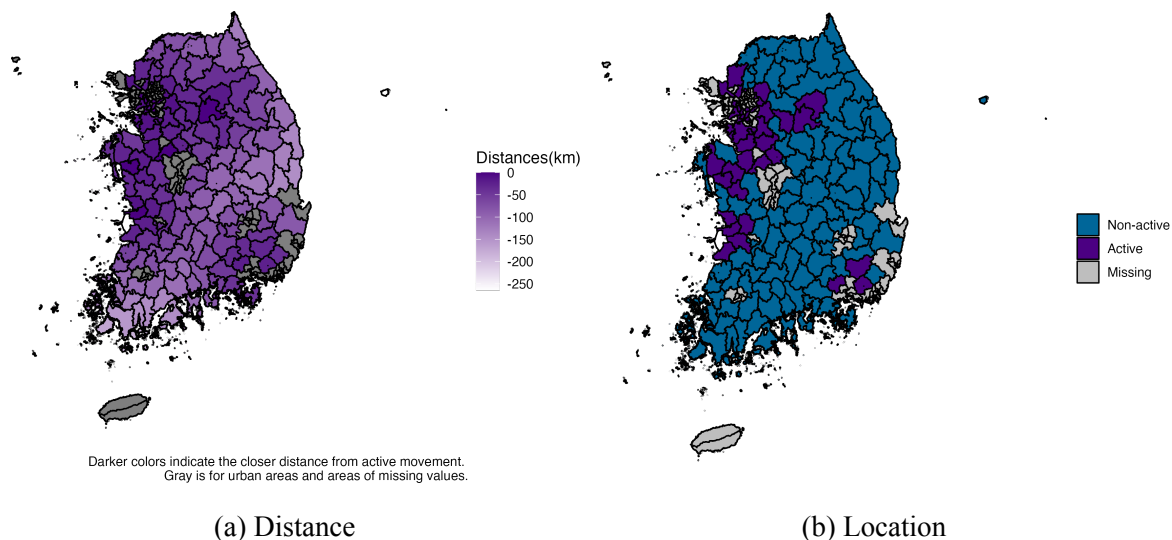 Distances(km)
0
-50
-100
-150
-200
-250
Darker colors indicate the closer distance from active movement.
Gray is for urban areas and areas of missing values.
(a) Distance
Non-active
Active
Missing
(b) Location